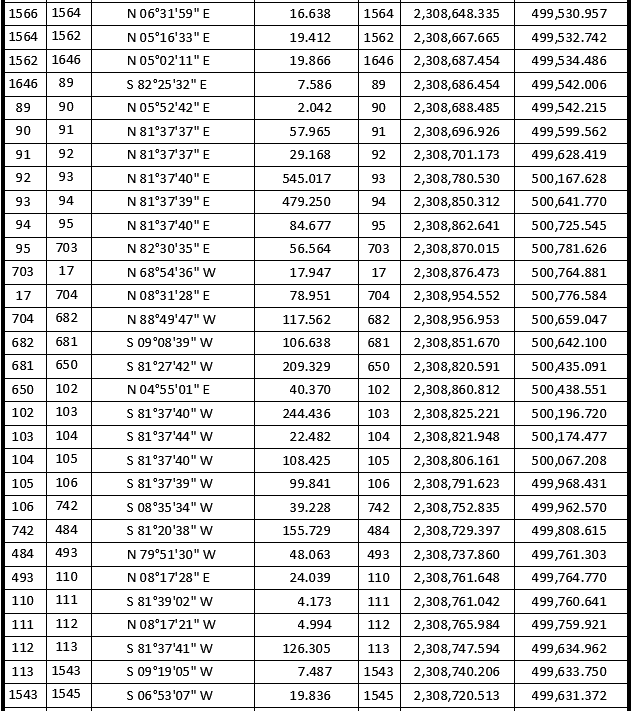 1566 1564 N 06°31'59" E 16.638 1564 2,308,648.335 499,530.957
1564 1562 N 05°16'33" E 19.412 1562 2,308,667.665 499,532.742
1562 1646 N 05°02'11" E 19.866 1646 2,308,687.454 499,534.486
1646 89 S 82°25'32" E 7.586 89 2,308,686.454 499,542.006
89 90 N 05°52'42" E 2.042 90 2,308,688.485 499,542.215
90 91 N 81°37'37" E 57.965 91 2,308,696.926 499,599.562
91 92 N 81°37'37" E 29.168 92 2,308,701.173 499,628.419
92 93 N 81°37'40" E 545.017 93 2,308,780.530 500,167.628
93 94 N 81°37'39" E 479.250 94 2,308,850.312 500,641.770
94 95 N 81°37'40" E 84.677 95 2,308,862.641 500,725.545
95 703 N 82°30'35" E 56.564 703 2,308,870.015 500,781.626
703 17 N 68°54'36" W 17.947 17 2,308,876.473 500,764.881
17 704 N 08°31'28" E 78.951 704 2,308,954.552 500,776.584
704 682 N 88°49'47" W 117.562 682 2,308,956.953 500,659.047
682 681 S 09°08'39" W 106.638 681 2,308,851.670 500,642.100
681 650 S 81°27'42" W 209.329 650 2,308,820.591 500,435.091
650 102 N 04°55'01" E 40.370 102 2,308,860.812 500,438.551
102 103 S 81°37'40" W 244.436 103 2,308,825.221 500,196.720
103 104 S 81°37'44" W 22.482 104 2,308,821.948 500,174.477
104 105 S 81°37'40" W 108.425 105 2,308,806.161 500,067.208
105 106 S 81°37'39" W 99.841 106 2,308,791.623 499,968.431
106 742 S 08°35'34" W 39.228 742 2,308,752.835 499,962.570
742 484 S 81°20'38" W 155.729 484 2,308,729.397 499,808.615
484 493 N 79°51'30" W 48.063 493 2,308,737.860 499,761.303
493 110 N 08°17'28" E 24.039 110 2,308,761.648 499,764.770
110 111 S 81°39'02" W 4.173 111 2,308,761.042 499,760.641
111 112 N 08°17'21" W 4.994 112 2,308,765.984 499,759.921
112 113 S 81°37'41" W 126.305 113 2,308,747.594 499,634.962
113 1543 S 09°19'05" W 7.487 1543 2,308,740.206 499,633.750
1543 1545 S 06°53'07" W 19.836 1545 2,308,720.513 499,631.372